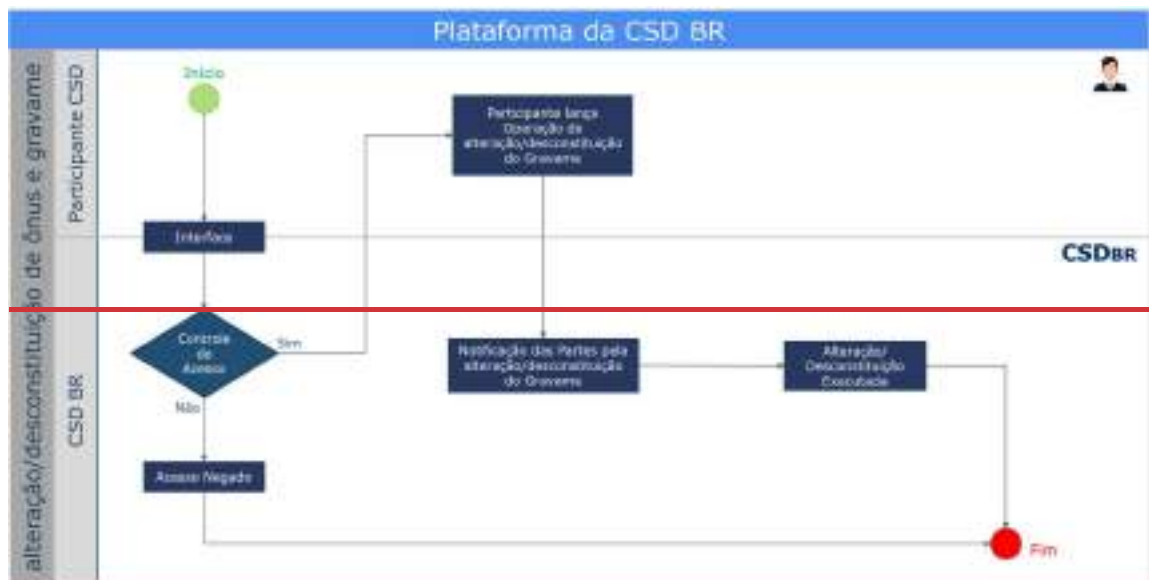 Plataforma da CSD BR
alteração/desconstituição de ônus e gravame
Participante CSD
Início
Participante lança
Operação de
alteração/desconstituição
do Gravame
Interface
CSDBR
CSD BR
Controle
de
Acesso
Sim
Notificação das Partes pela
alteração/desconstituição
do Gravame
Alteração/
Desconstituição
Executada
Não
Acesso Negado
Fim